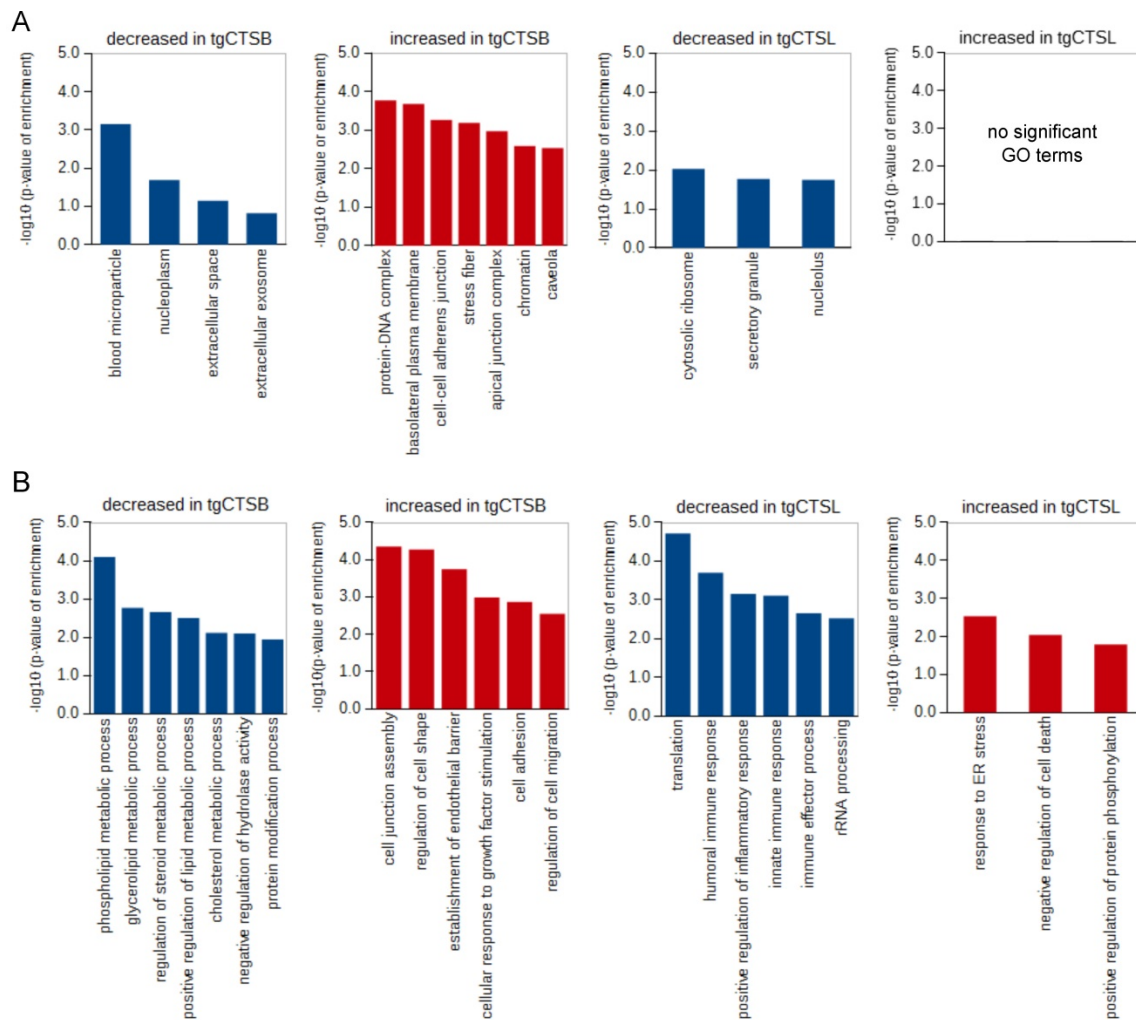 A
decreased in tgCTSB
-log10 (p-value of enrichment)
5.0
4.0
3.0
2.0
1.0
0.0
blood microparticle
nucleoplasm
extracellular space
extracellular exosome
increased in tgCTSB
-log10 (p-value or enrichment)
5.0
4.0
3.0
2.0
1.0
0.0
protein-DNA complex
basolateral plasma membrane
cell-cell adherens junction
stress fiber
apical junction complex
chromatin
caveola
decreased in tgCTSL
-log10 (p-value of enrichment)
5.0
4.0
3.0
2.0
1.0
0.0
cytosolic ribosome
secretory granule
nucleolus
increased in tgCTSL
-log10 (p-value of enrichment)
5.0
4.0
3.0
2.0
1.0
0.0
no significant
GO terms
B
decreased in tgCTSB
-log10 (p-value of enrichment)
5.0
4.0
3.0
2.0
1.0
0.0
phospholipid metabolic process
glycerolipid metabolic process
regulation of steroid metabolic process
positive regulation of lipid metabolic process
cholesterol metabolic process
negative regulation of hydrolase activity
protein modification process
increased in tgCTSB
-log10(p-value of enrichment)
5.0
4.0
3.0
2.0
1.0
0.0
cell junction assembly
regulation of cell shape
establishment of endothelial barrier
cellular response to growth factor stimulation
cell adhesion
regulation of cell migration
decreased in tgCTSL
-log10 (p-value of enrichment)
5.0
4.0
3.0
2.0
1.0
0.0
translation
humoral immune response
positive regulation of inflammatory response
innate immune response
immune effector process
rRNA processing
increased in tgCTSL
-log10 (p-value of enrichment)
5.0
4.0
3.0
2.0
1.0
0.0
response to ER stress
negative regulation of cell death
positive regulation of protein phosphorylation